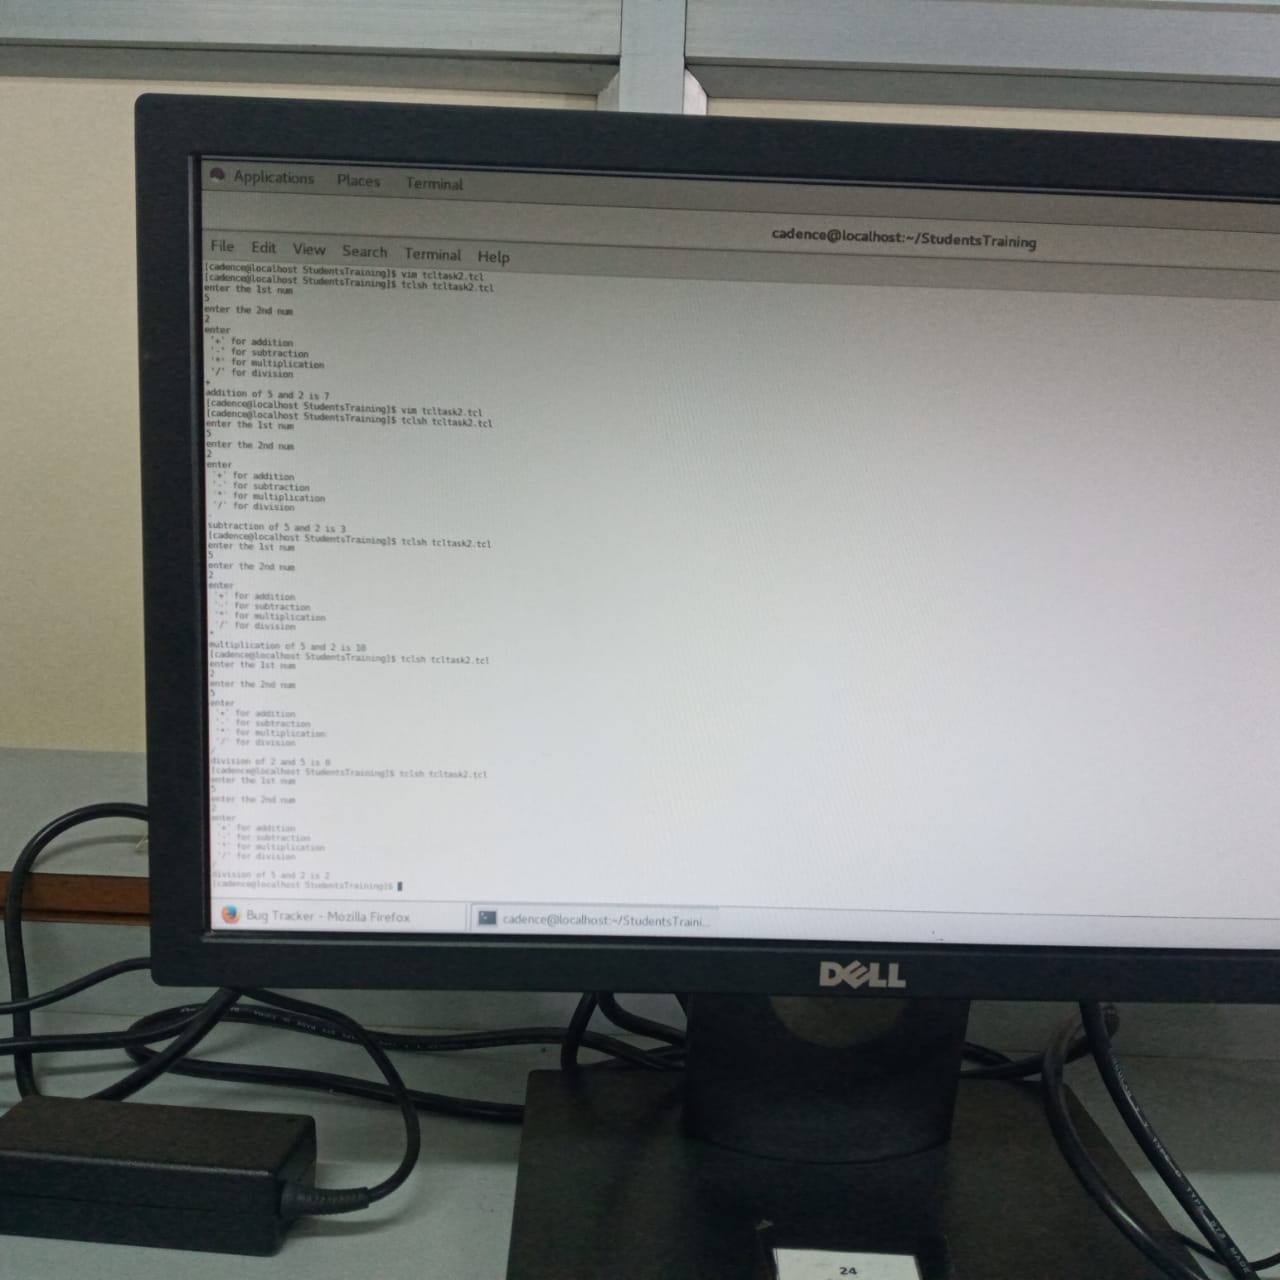 Applications Places Terminal
cadence@localhost:~/StudentsTraining
File Edit View Search Terminal Help
[cadence@localhost StudentsTraining]$ vim tcltask2.tcl
[cadence@localhost StudentsTraining]$ tclsh tcltask2.tcl
enter the 1st num
5
enter the 2nd num
2
enter
'+' for addition
'-' for subtraction
'*' for multiplication
'/' for division
+
addition of 5 and 2 is 7
[cadence@localhost StudentsTraining]$ vim tcltask2.tcl
[cadence@localhost StudentsTraining]$ tclsh tcltask2.tcl
enter the 1st num
5
enter the 2nd num
2
enter
'+' for addition
'-' for subtraction
'*' for multiplication
'/' for division
-
subtraction of 5 and 2 is 3
[cadence@localhost StudentsTraining]$ tclsh tcltask2.tcl
enter the 1st num
5
enter the 2nd num
2
enter
'+' for addition
'-' for subtraction
'*' for multiplication
'/' for division
*
multiplication of 5 and 2 is 10
[cadence@localhost StudentsTraining]$ tclsh tcltask2.tcl
enter the 1st num
2
enter the 2nd num
5
enter
'+' for addition
'-' for subtraction
'*' for multiplication
'/' for division
/
division of 2 and 5 is 0
[cadence@localhost StudentsTraining]$ tclsh tcltask2.tcl
enter the 1st num
5
enter the 2nd num
2
enter
'+' for addition
'-' for subtraction
'*' for multiplication
'/' for division
/
division of 5 and 2 is 2
[cadence@localhost StudentsTraining]$
Bug Tracker - Mozilla Firefox
cadence@localhost:~/StudentsTraini...
DELL
24